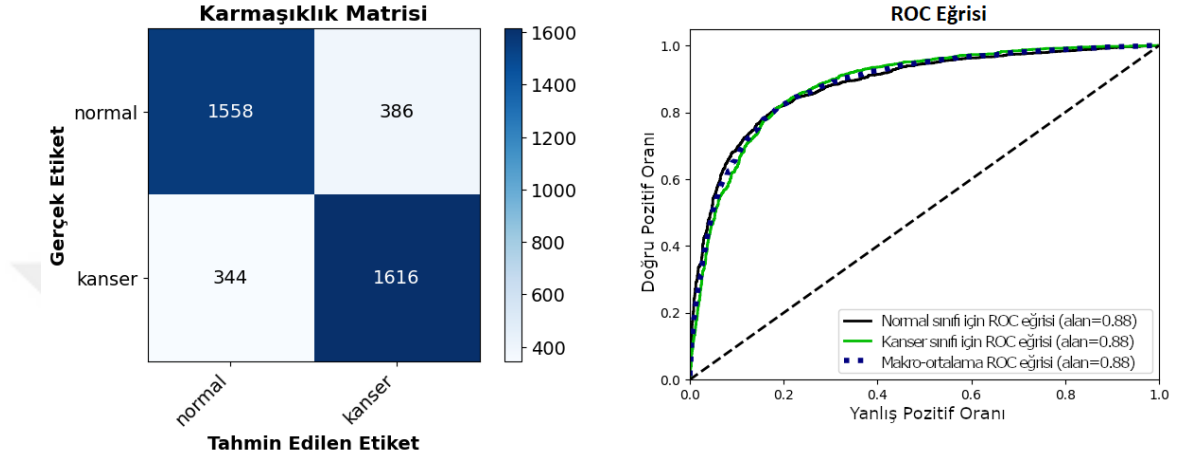 Karmaşıklık Matrisi
Gerçek Etiket
normal
kanser
1558
386
344
1616
normal
kanser
Tahmin Edilen Etiket
1600
1400
1200
1000
800
600
400
ROC Eğrisi
Doğru Pozitif Oranı
1.0
0.8
0.6
0.4
0.2
0.0
0.0
0.2
0.4
0.6
0.8
1.0
Yanlış Pozitif Oranı
Normal sınıfı için ROC eğrisi (alan=0.88)
Kanser sınıfı için ROC eğrisi (alan=0.88)
Makro-ortalama ROC eğrisi (alan=0.88)